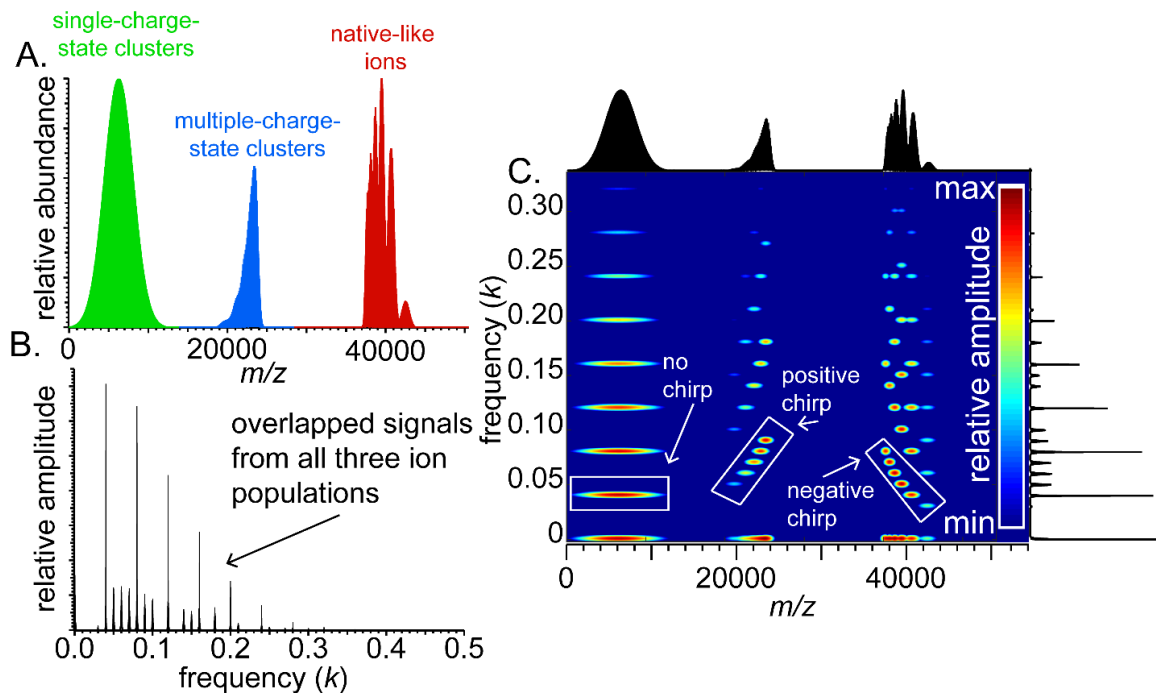 A.
single-charge-
state clusters
multiple-charge-
state clusters
native-like
ions
relative abundance
0
20000
40000
m/z
B.
relative amplitude
overlapped signals
from all three ion
populations
0.0
0.1
0.2
0.3
0.4
0.5
frequency (k)
C.
frequency (k)
0.30
0.25
0.20
0.15
0.10
0.05
0
no
chirp
positive
chirp
negative
chirp
max
relative amplitude
min
0
20000
40000
m/z